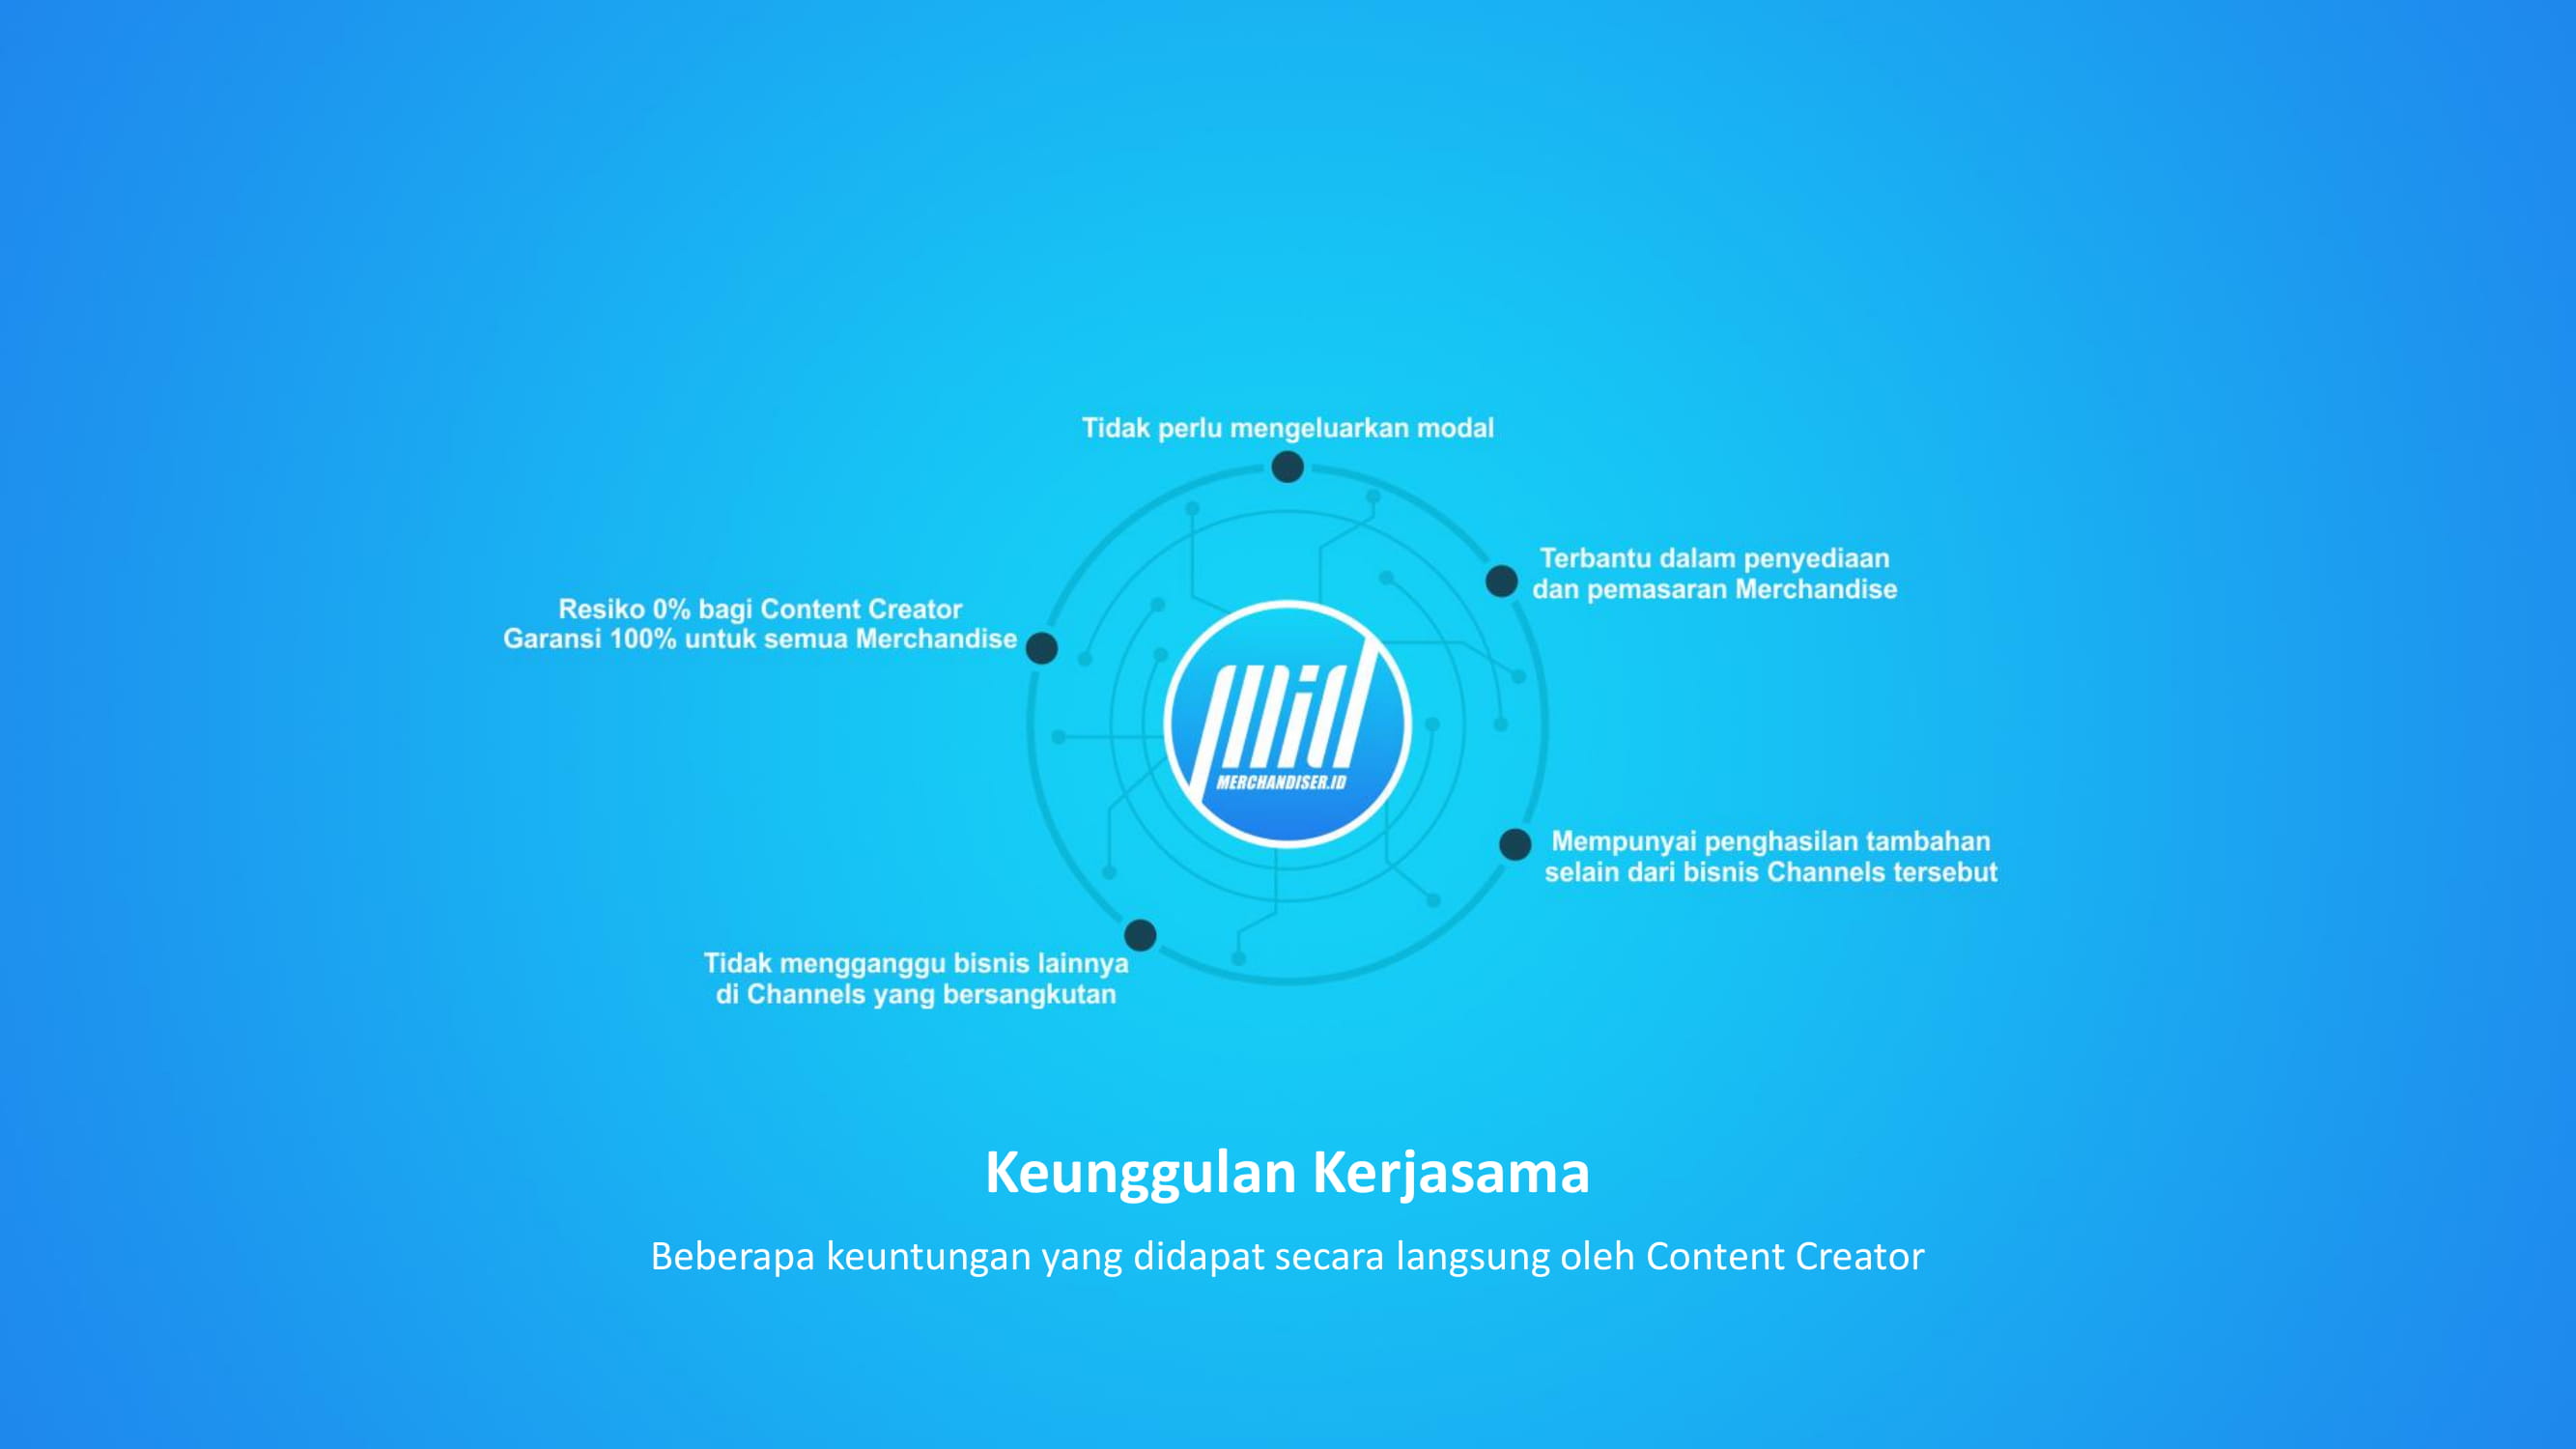 Tidak perlu mengeluarkan modal
Terbantu dalam penyediaan
dan pemasaran Merchandise
Resiko 0% bagi Content Creator
Garansi 100% untuk semua Merchandise
MERCHANDISER.ID
Mempunyai penghasilan tambahan
selain dari bisnis Channels tersebut
Tidak mengganggu bisnis lainnya
di Channels yang bersangkutan
Keunggulan Kerjasama
Beberapa keuntungan yang didapat secara langsung oleh Content Creator